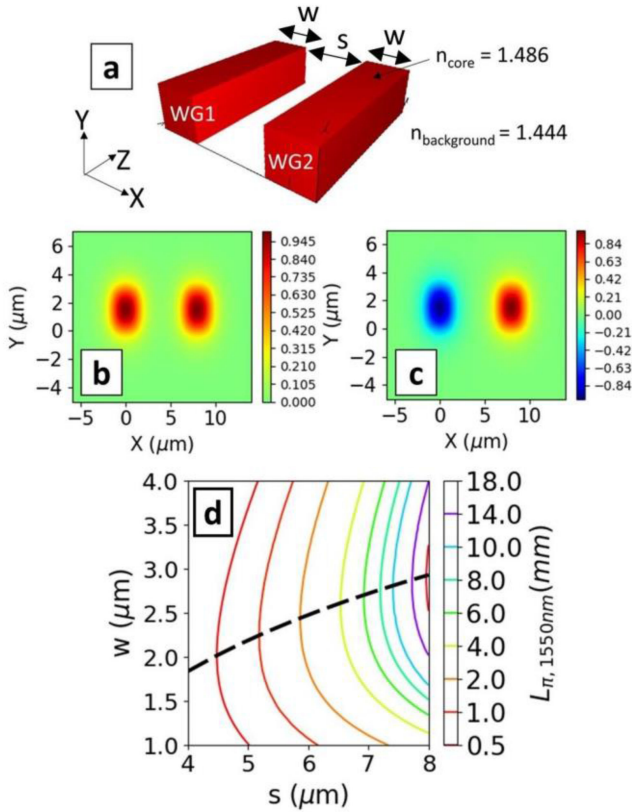 a
w
s
w
n_core = 1.486
WG1
WG2
n_background = 1.444
Y
Z
X
b
Y (μm)
6
4
2
0
−2
−4
−5 0 5 10
X (μm)
0.945
0.840
0.735
0.630
0.525
0.420
0.315
0.210
0.105
0.000
c
Y (μm)
6
4
2
0
−2
−4
−5 0 5 10
X (μm)
0.84
0.63
0.42
0.21
0.00
−0.21
−0.42
−0.63
−0.84
d
w (μm)
4.0
3.5
3.0
2.5
2.0
1.5
1.0
4 5 6 7 8
s (μm)
18.0
14.0
10.0
8.0
6.0
4.0
2.0
1.0
0.5
L_π, 1550nm (mm)